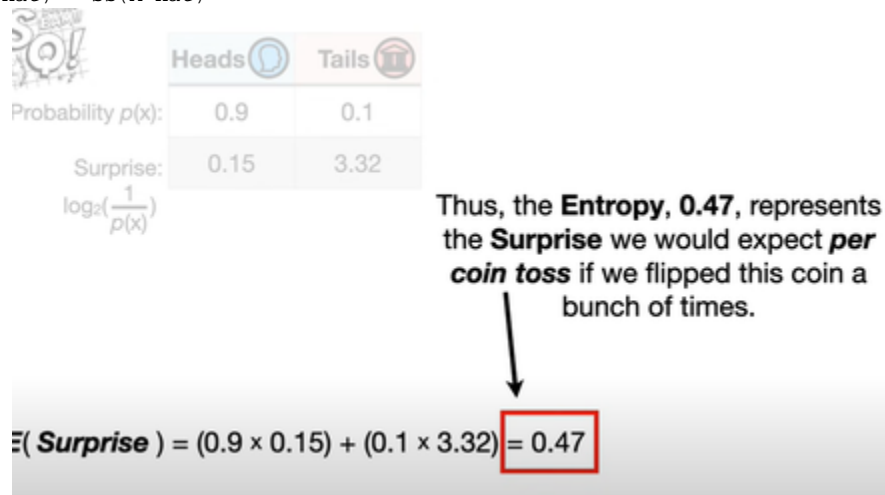 SQ!
Heads Tails
Probability p(x): 0.9 0.1
Surprise: 0.15 3.32
log₂(1/p(x))
Thus, the Entropy, 0.47, represents
the Surprise we would expect per
coin toss if we flipped this coin a
bunch of times.
E( Surprise ) = (0.9 × 0.15) + (0.1 × 3.32) = 0.47